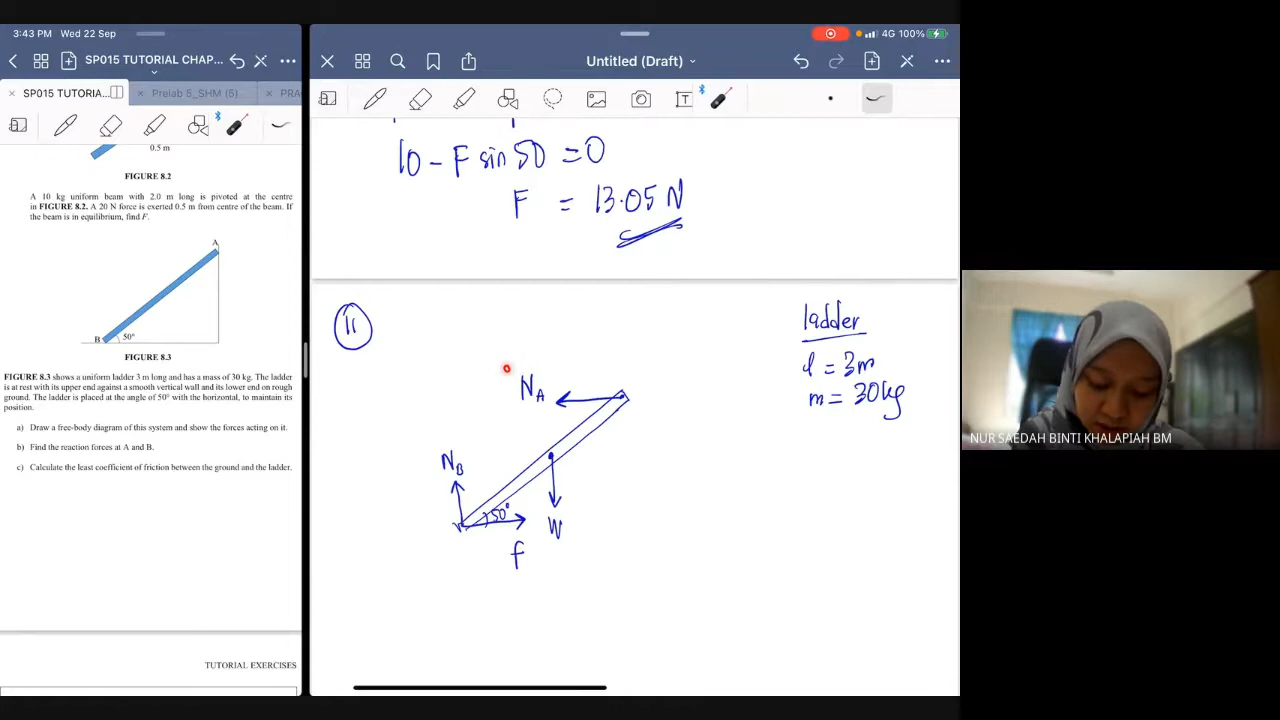 3:43 PM Wed 22 Sep
4G 100%
SP015 TUTORIAL CHAP...
Untitled (Draft)
SP015 TUTORIA...
Prelab 5_SHM (5)
PRA
0.5 m
FIGURE 8.2
A 10 kg uniform beam with 2.0 m long is pivoted at the centre
in FIGURE 8.2. A 20 N force is exerted 0.5 m from centre of the beam. If
the beam is in equilibrium, find F.
A
B
50°
FIGURE 8.3
FIGURE 8.3 shows a uniform ladder 3 m long and has a mass of 30 kg. The ladder
is at rest with its upper end against a smooth vertical wall and its lower end on rough
ground. The ladder is placed at the angle of 50° with the horizontal, to maintain its
position.
a) Draw a free-body diagram of this system and show the forces acting on it.
b) Find the reaction forces at A and B.
c) Calculate the least coefficient of friction between the ground and the ladder.
TUTORIAL EXERCISES
10 - F sin 50 = 0
F = 13.05 N
11
ladder
l = 3m
m = 30kg
N_A
N_B
50°
W
f
NUR SAEDAH BINTI KHALAPIAH BM